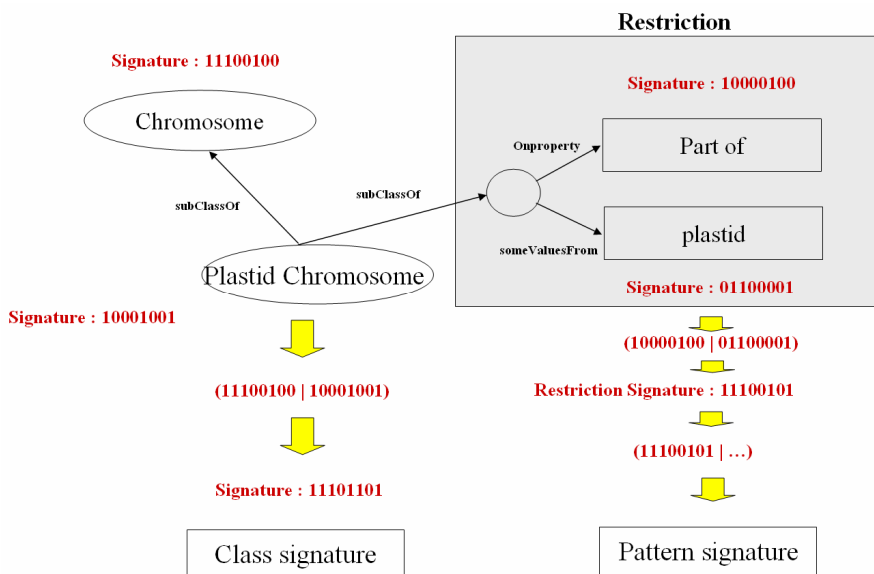 Restriction
Signature : 11100100
Signature : 10000100
Chromosome
Onproperty
Part of
subClassOf
subClassOf
plastid
someValuesFrom
Plastid Chromosome
Signature : 01100001
Signature : 10001001
(10000100 | 01100001)
(11100100 | 10001001)
Restriction Signature : 11100101
(11100101 | …)
Signature : 11101101
Class signature
Pattern signature